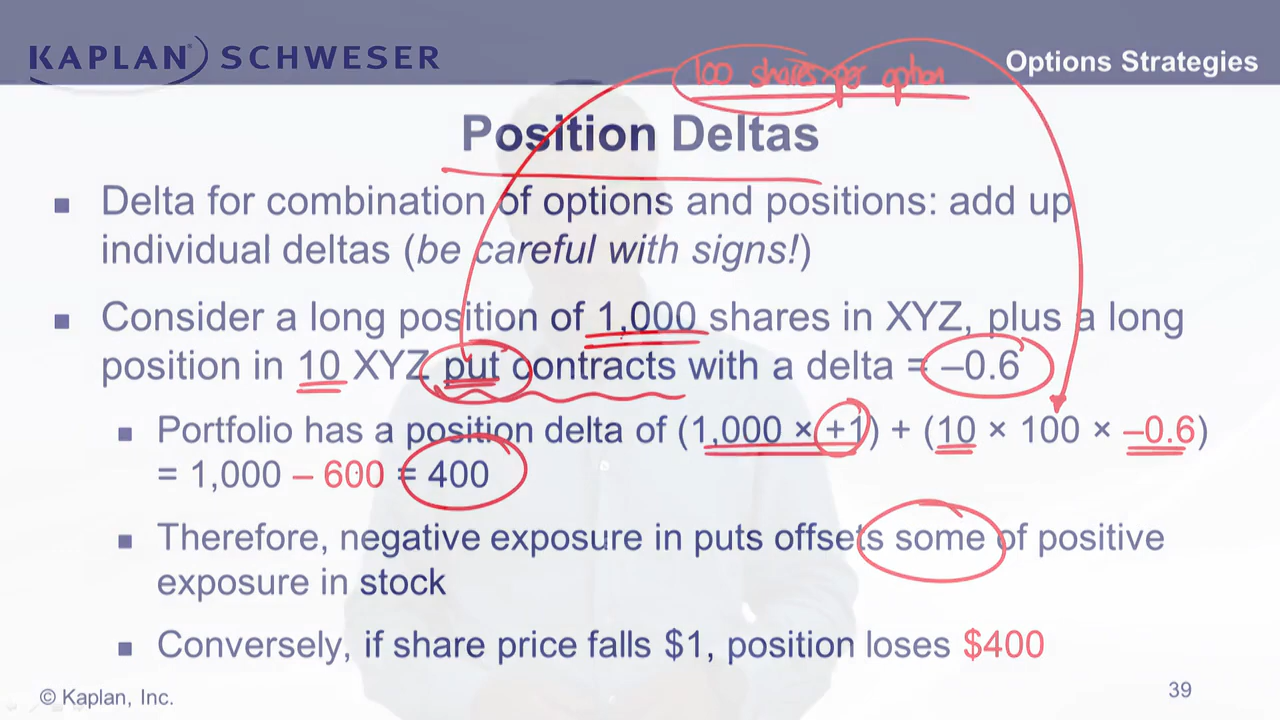 KAPLAN SCHWESER
Options Strategies
100 shares per option
Position Deltas
■ Delta for combination of options and positions: add up
individual deltas (be careful with signs!)
■ Consider a long position of 1,000 shares in XYZ, plus a long
position in 10 XYZ put contracts with a delta = –0.6
■ Portfolio has a position delta of (1,000 × +1) + (10 × 100 × –0.6)
= 1,000 – 600 = 400
■ Therefore, negative exposure in puts offsets some of positive
exposure in stock
■ Conversely, if share price falls $1, position loses $400
© Kaplan, Inc.
39